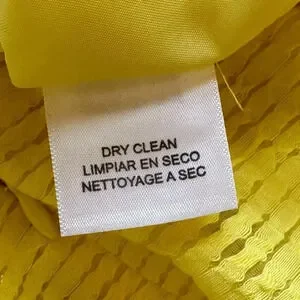 DRY CLEAN
LIMPIAR EN SECO
NETTOYAGE A SEC